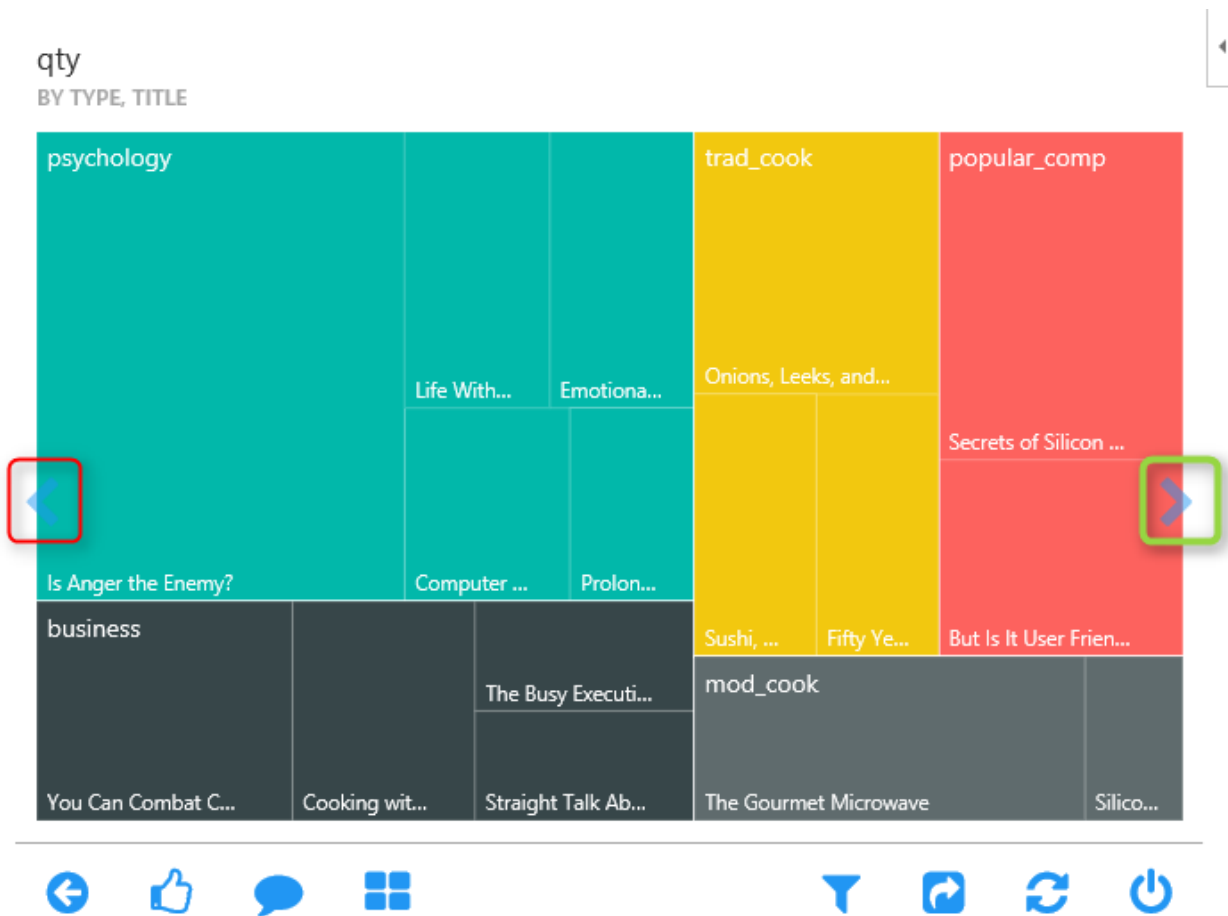 qty
BY TYPE, TITLE
psychology
Life With...
Emotiona...
Is Anger the Enemy?
Computer ...
Prolon...
trad_cook
Onions, Leeks, and...
Sushi, ...
Fifty Ye...
popular_comp
Secrets of Silicon ...
But Is It User Frien...
business
You Can Combat C...
Cooking wit...
The Busy Executi...
Straight Talk Ab...
mod_cook
The Gourmet Microwave
Silico...